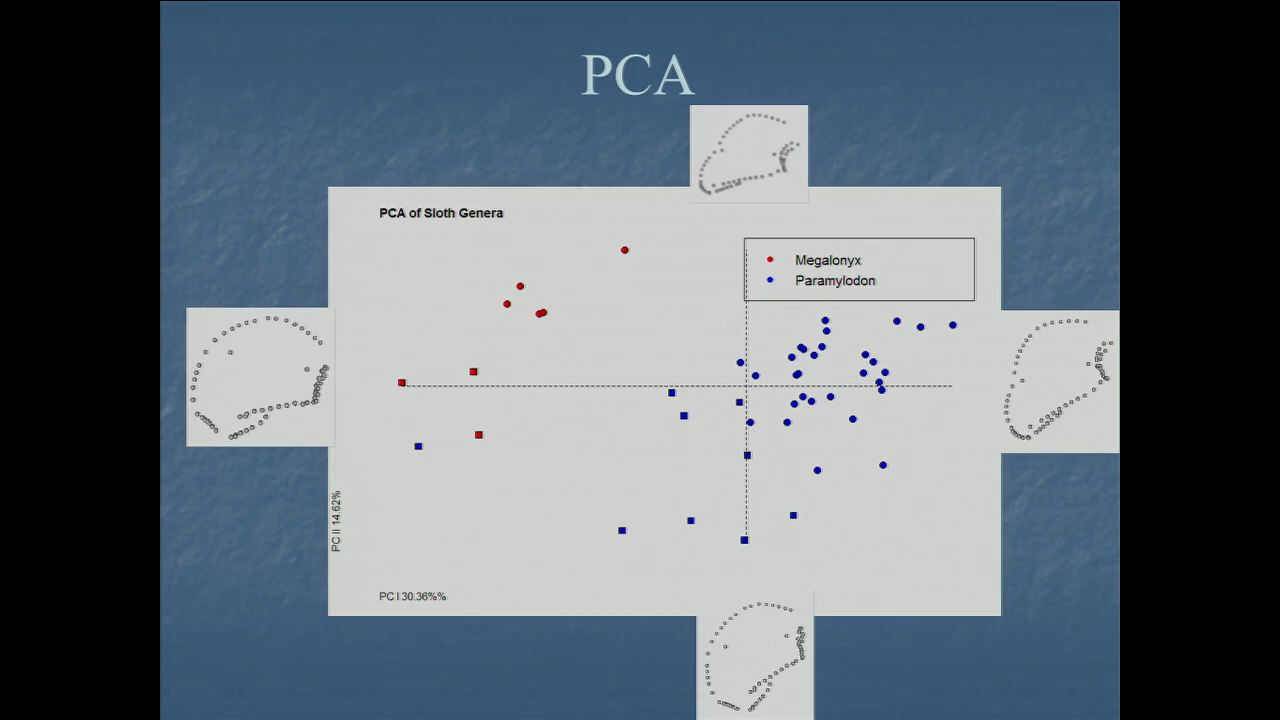 PCA
PCA of Sloth Genera
Megalonyx
Paramylodon
PC II 14.62%
PC I 30.36%%